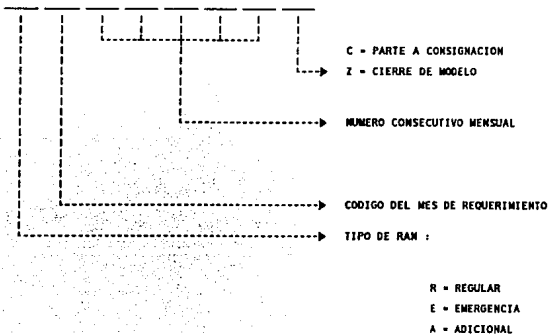 C = PARTE A CONSIGNACION
Z = CIERRE DE MODELO
NUMERO CONSECUTIVO MENSUAL
CODIGO DEL MES DE REQUERIMIENTO
TIPO DE RAN :
R = REGULAR
E = EMERGENCIA
A = ADICIONAL